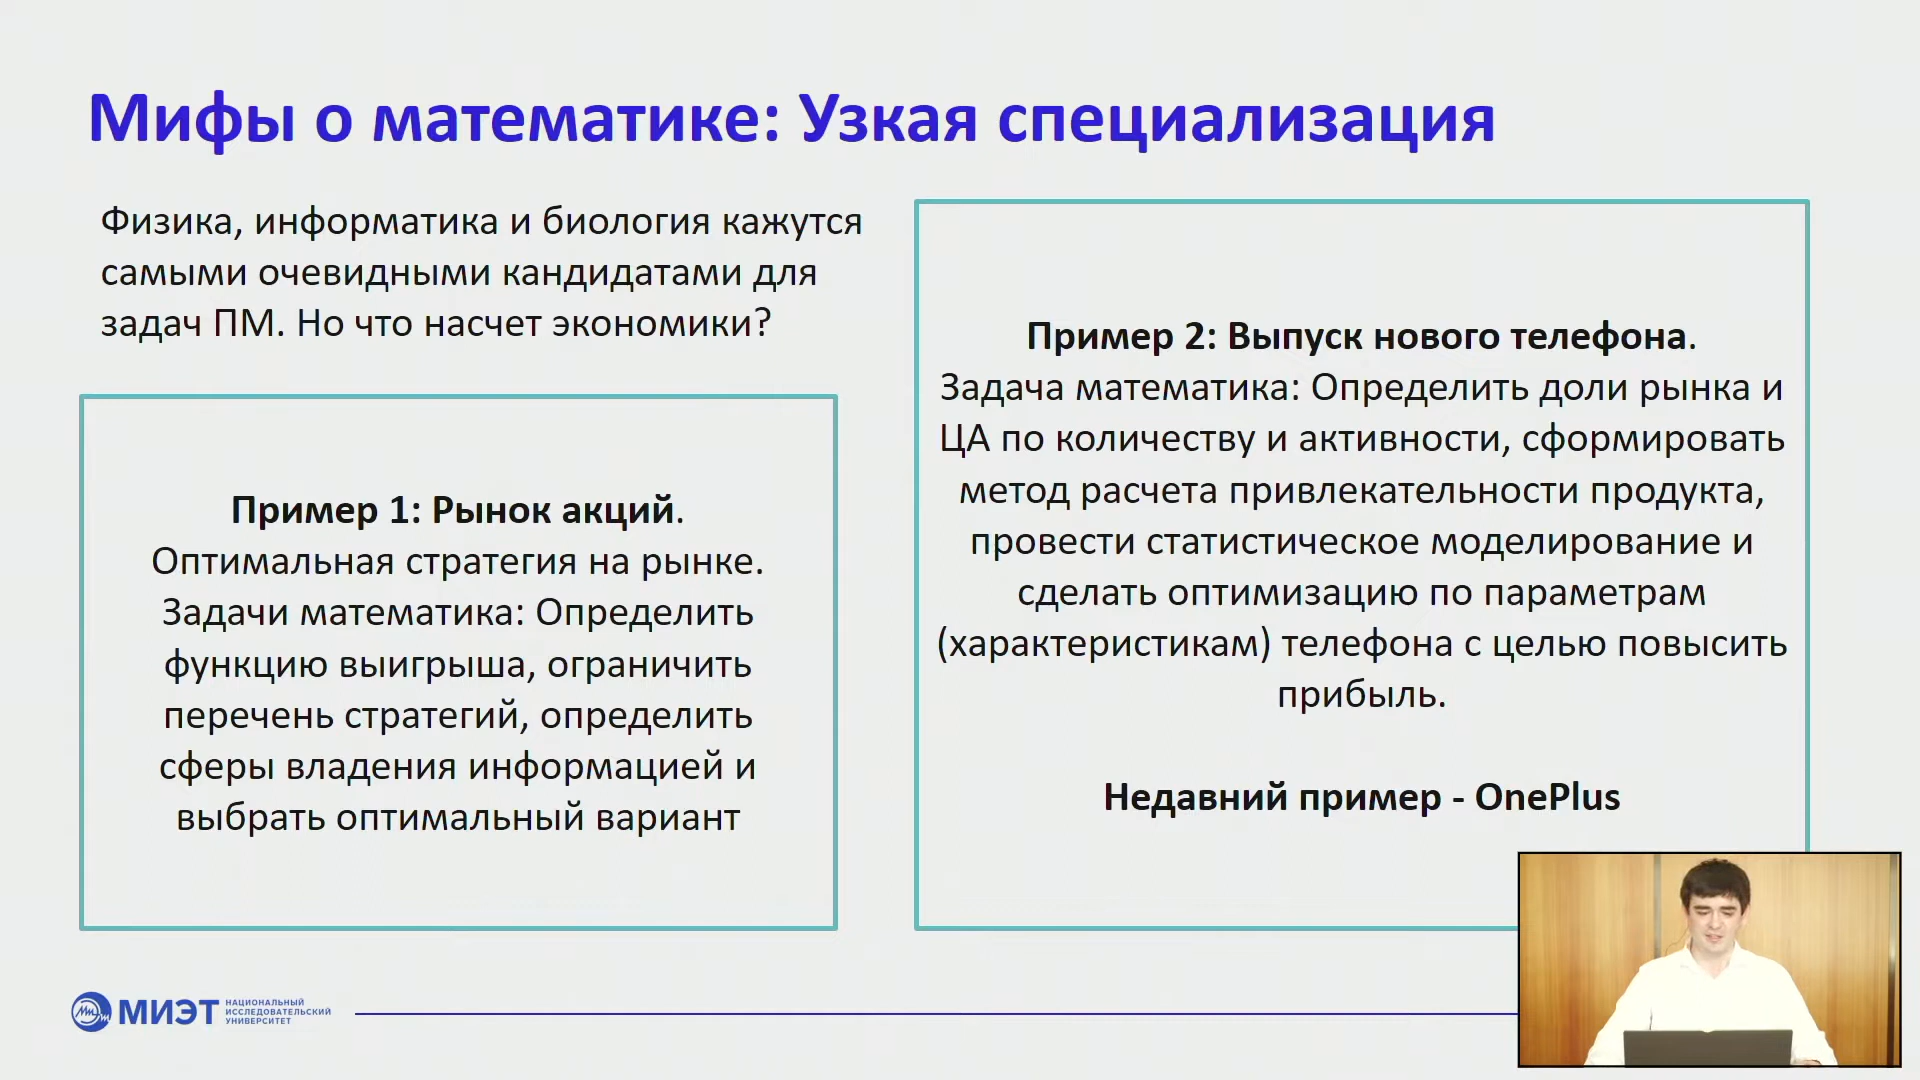 Мифы о математике: Узкая специализация
Физика, информатика и биология кажутся
самыми очевидными кандидатами для
задач ПМ. Но что насчет экономики?
Пример 1: Рынок акций.
Оптимальная стратегия на рынке.
Задачи математика: Определить
функцию выигрыша, ограничить
перечень стратегий, определить
сферы владения информацией и
выбрать оптимальный вариант
Пример 2: Выпуск нового телефона.
Задача математика: Определить доли рынка и
ЦА по количеству и активности, сформировать
метод расчета привлекательности продукта,
провести статистическое моделирование и
сделать оптимизацию по параметрам
(характеристикам) телефона с целью повысить
прибыль.
Недавний пример - OnePlus
МИЭТ
НАЦИОНАЛЬНЫЙ
ИССЛЕДОВАТЕЛЬСКИЙ
УНИВЕРСИТЕТ